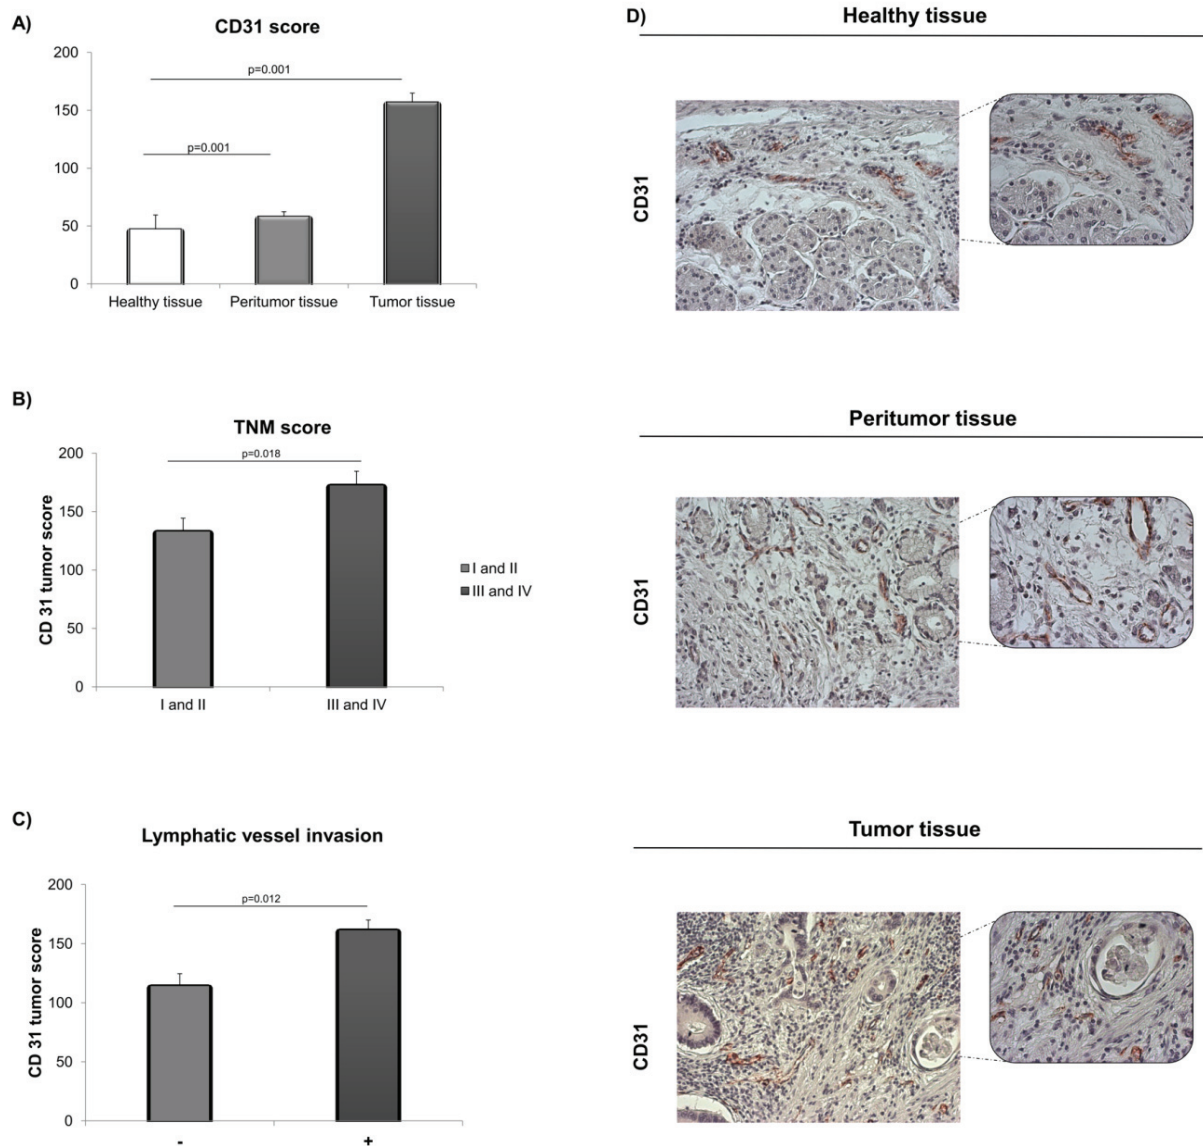 A)
CD31 score
200
150
100
50
0
p=0.001
p=0.001
Healthy tissue
Peritumor tissue
Tumor tissue
B)
TNM score
CD 31 tumor score
200
150
100
50
0
p=0.018
I and II
III and IV
I and II
III and IV
C)
Lymphatic vessel invasion
CD 31 tumor score
200
150
100
50
0
p=0.012
-
+
D)
Healthy tissue
CD31
Peritumor tissue
CD31
Tumor tissue
CD31